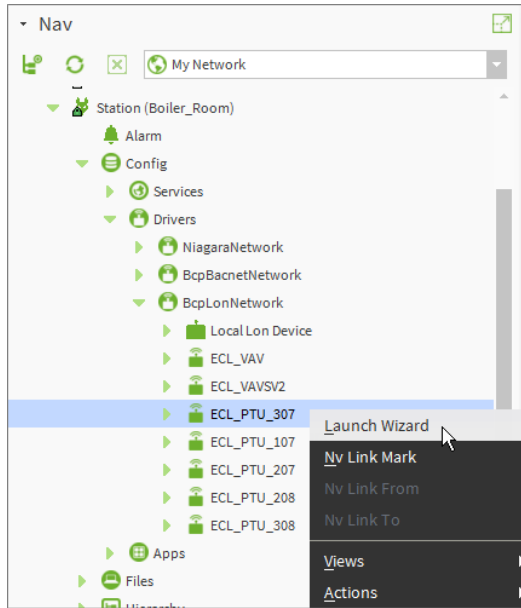 Nav
My Network
Station (Boiler_Room)
Alarm
Config
Services
Drivers
NiagaraNetwork
BcpBacnetNetwork
BcpLonNetwork
Local Lon Device
ECL_VAV
ECL_VAVSV2
ECL_PTU_307
ECL_PTU_107
ECL_PTU_207
ECL_PTU_208
ECL_PTU_308
Apps
Files
Hierarchy
Launch Wizard
Nv Link Mark
Nv Link From
Nv Link To
Views
Actions